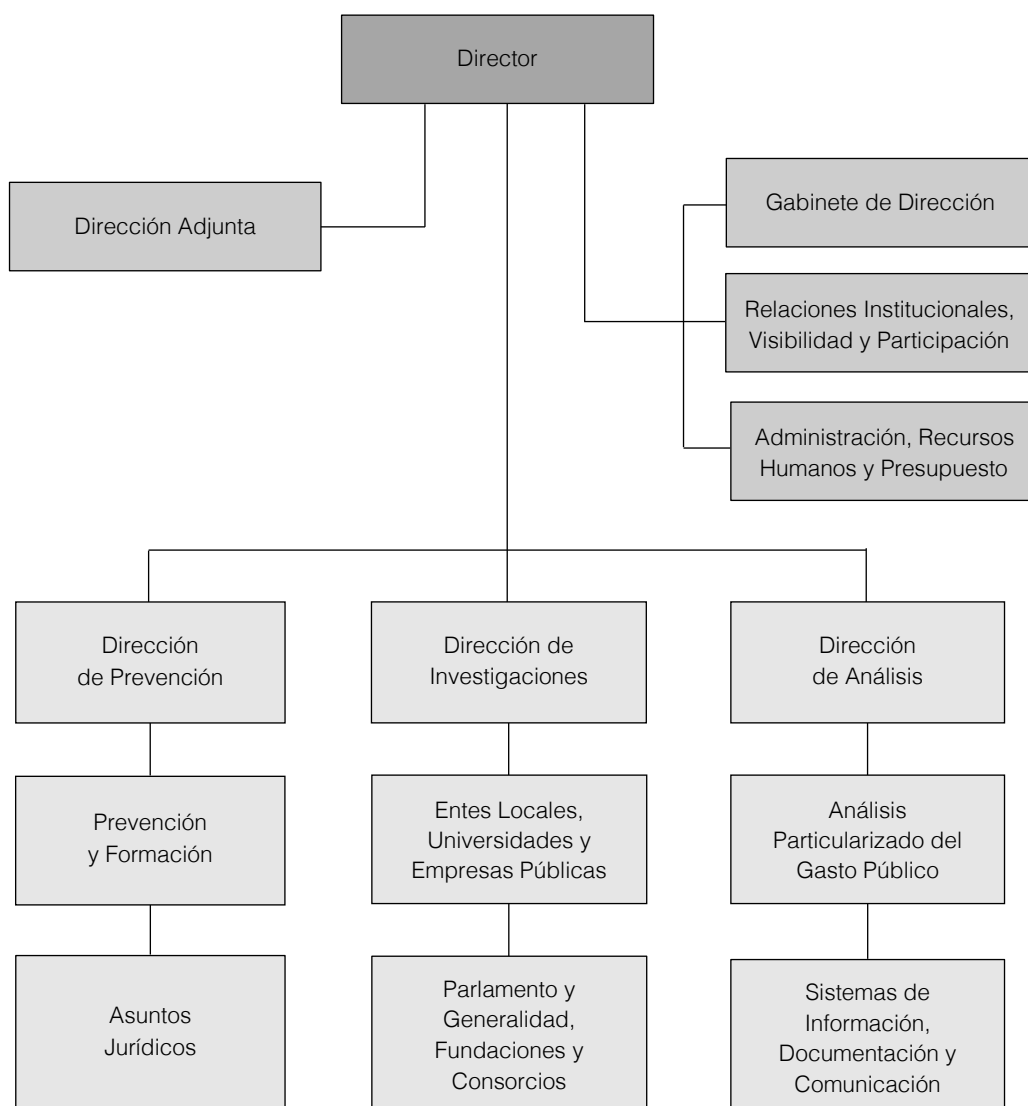 Director
Dirección Adjunta
Gabinete de Dirección
Relaciones Institucionales,
Visibilidad y Participación
Administración, Recursos
Humanos y Presupuesto
Dirección
de Prevención
Dirección de
Investigaciones
Dirección
de Análisis
Prevención
y Formación
Entes Locales,
Universidades y
Empresas Públicas
Análisis
Particularizado del
Gasto Público
Asuntos
Jurídicos
Parlamento y
Generalidad,
Fundaciones y
Consorcios
Sistemas de
Información,
Documentación y
Comunicación